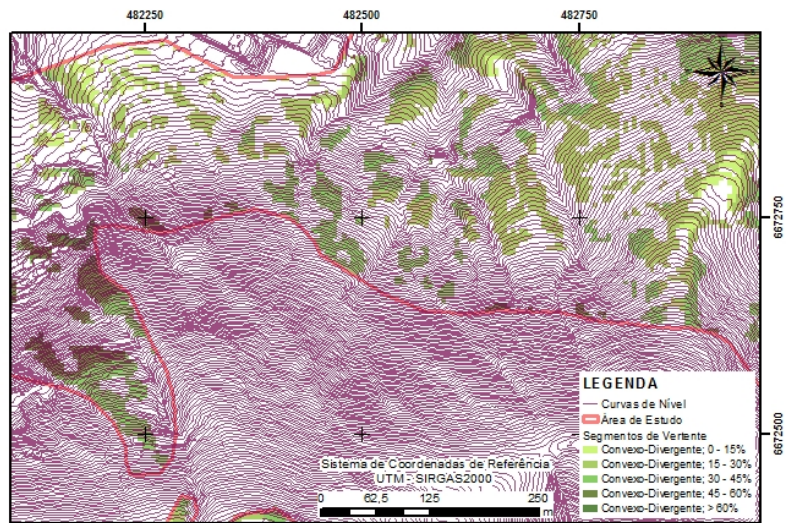 482250 482500 482750
6672750
6672500
LEGENDA
Curvas de Nível
Área de Estudo
Segmentos de Vertente
Convexo-Divergente; 0 - 15%
Convexo-Divergente; 15 - 30%
Convexo-Divergente; 30 - 45%
Convexo-Divergente; 45 - 60%
Convexo-Divergente; > 60%
Sistema de Coordenadas de Referência
UTM - SIRGAS2000
0 62,5 125 250
m